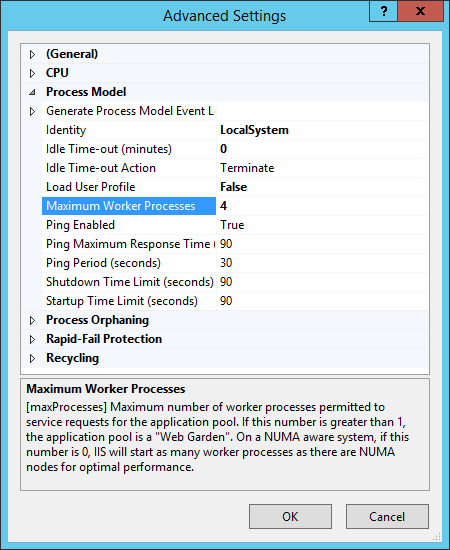 Advanced Settings
? x
(General)
CPU
Process Model
Generate Process Model Event L
Identity LocalSystem
Idle Time-out (minutes) 0
Idle Time-out Action Terminate
Load User Profile False
Maximum Worker Processes 4
Ping Enabled True
Ping Maximum Response Time ( 90
Ping Period (seconds) 30
Shutdown Time Limit (seconds) 90
Startup Time Limit (seconds) 90
Process Orphaning
Rapid-Fail Protection
Recycling
Maximum Worker Processes
[maxProcesses] Maximum number of worker processes permitted to
service requests for the application pool. If this number is greater than 1,
the application pool is a "Web Garden". On a NUMA aware system, if this
number is 0, IIS will start as many worker processes as there are NUMA
nodes for optimal performance.
OK Cancel